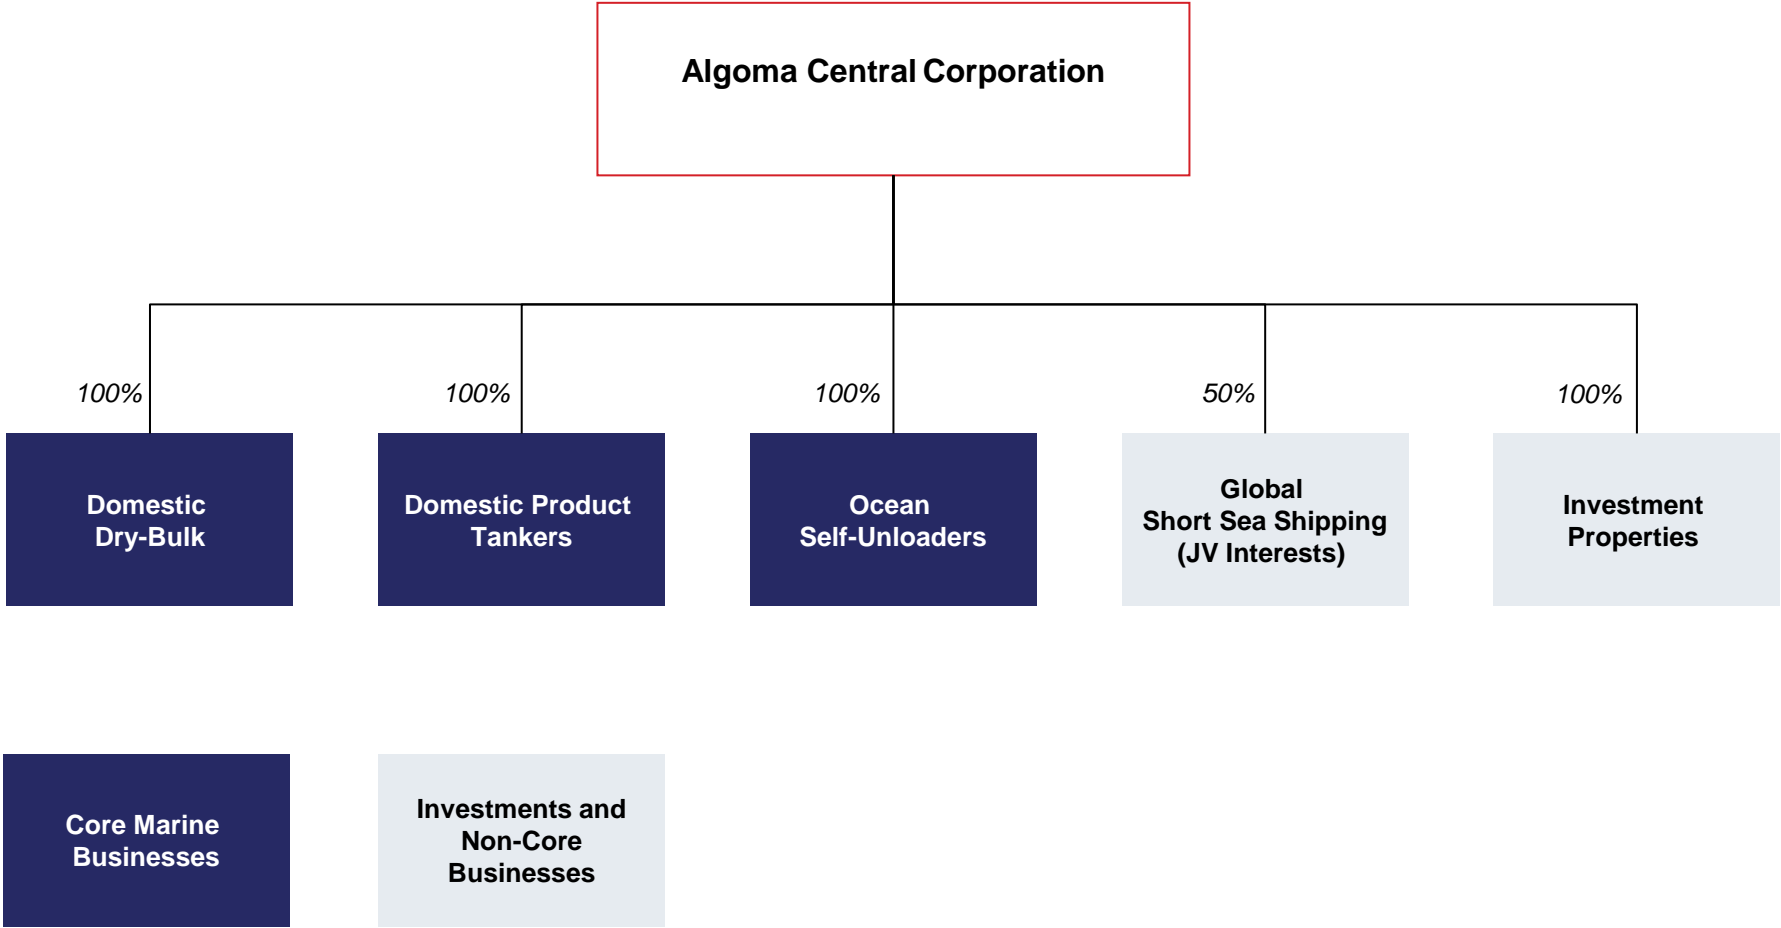 Algoma Central Corporation
100%
100%
100%
50%
100%
Domestic
Dry-Bulk
Domestic Product
Tankers
Ocean
Self-Unloaders
Global
Short Sea Shipping
(JV Interests)
Investment
Properties
Core Marine
Businesses
Investments and
Non-Core
Businesses